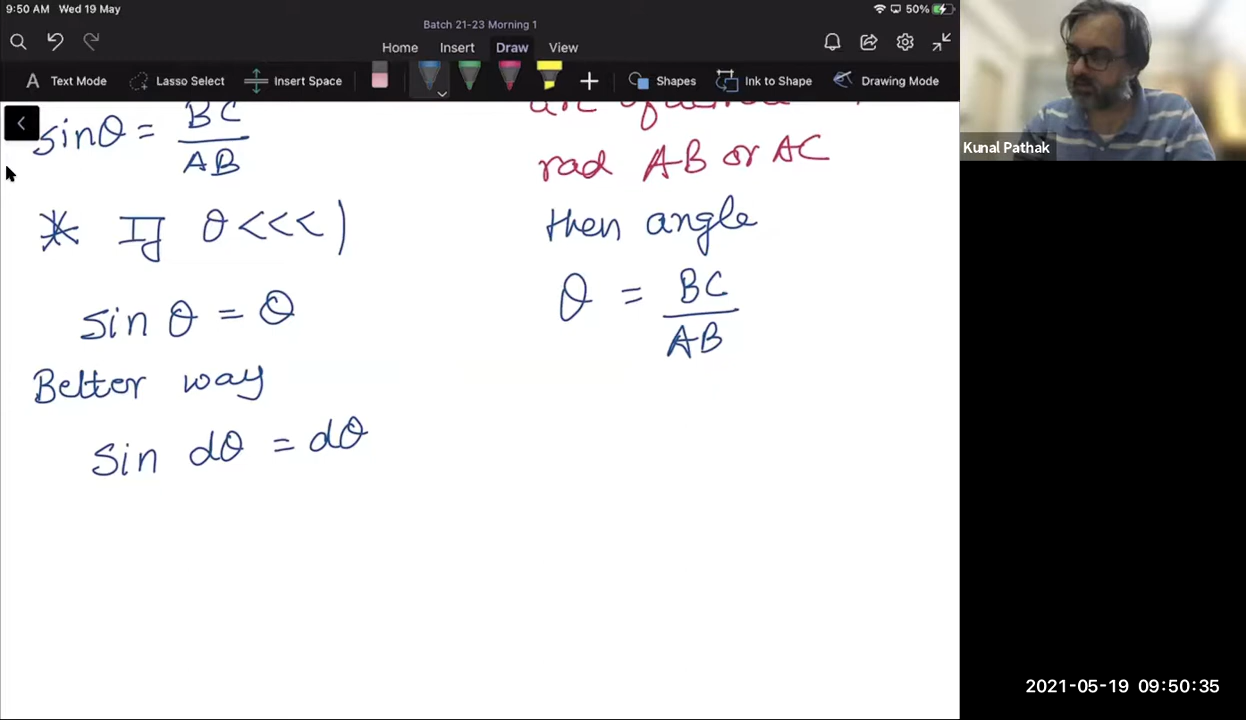 9:50 AM Wed 19 May
50%
Batch 21-23 Morning 1
Home Insert Draw View
Text Mode Lasso Select Insert Space Shapes Ink to Shape Drawing Mode
Kunal Pathak
sinθ = BC / AB
* If θ <<< )
sin θ = θ
Better way
sin dθ = dθ
arc of
rad AB or AC
then angle
θ = BC / AB
2021-05-19 09:50:35